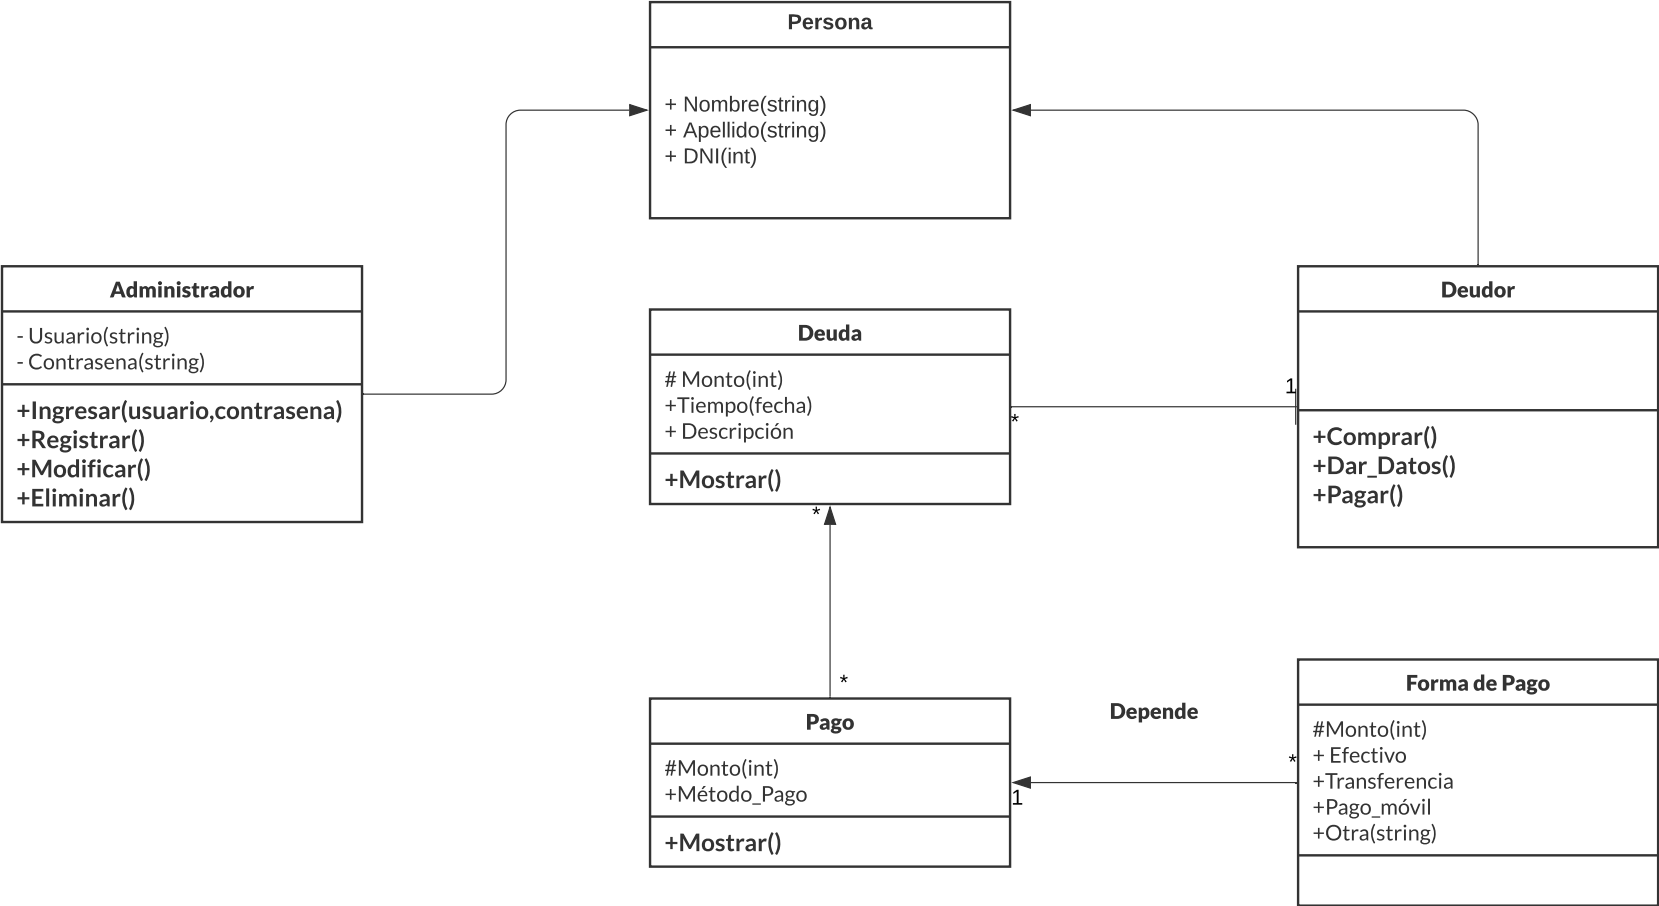 Persona
+ Nombre(string)
+ Apellido(string)
+ DNI(int)
Administrador
- Usuario(string)
- Contrasena(string)
+Ingresar(usuario,contrasena)
+Registrar()
+Modificar()
+Eliminar()
Deuda
# Monto(int)
+Tiempo(fecha)
+ Descripción
+Mostrar()
*
1
Deudor
+Comprar()
+Dar_Datos()
+Pagar()
*
*
Pago
#Monto(int)
+Método_Pago
+Mostrar()
Depende
1
*
Forma de Pago
#Monto(int)
+ Efectivo
+Transferencia
+Pago_móvil
+Otra(string)